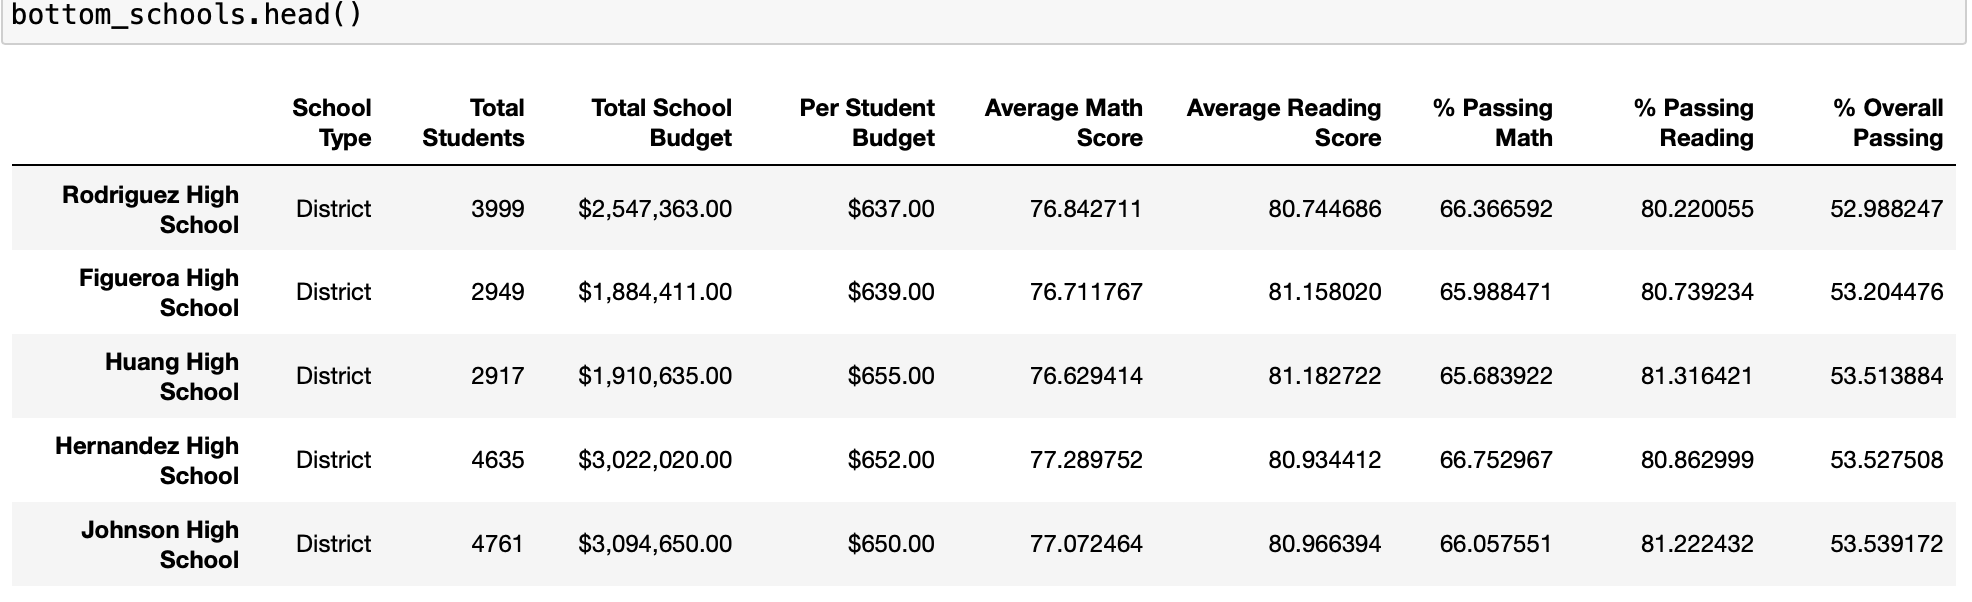 bottom_schools.head()
School Type Total Students Total School Budget Per Student Budget Average Math Score Average Reading Score % Passing Math % Passing Reading % Overall Passing
Rodriguez High School District 3999 $2,547,363.00 $637.00 76.842711 80.744686 66.366592 80.220055 52.988247
Figueroa High School District 2949 $1,884,411.00 $639.00 76.711767 81.158020 65.988471 80.739234 53.204476
Huang High School District 2917 $1,910,635.00 $655.00 76.629414 81.182722 65.683922 81.316421 53.513884
Hernandez High School District 4635 $3,022,020.00 $652.00 77.289752 80.934412 66.752967 80.862999 53.527508
Johnson High School District 4761 $3,094,650.00 $650.00 77.072464 80.966394 66.057551 81.222432 53.539172